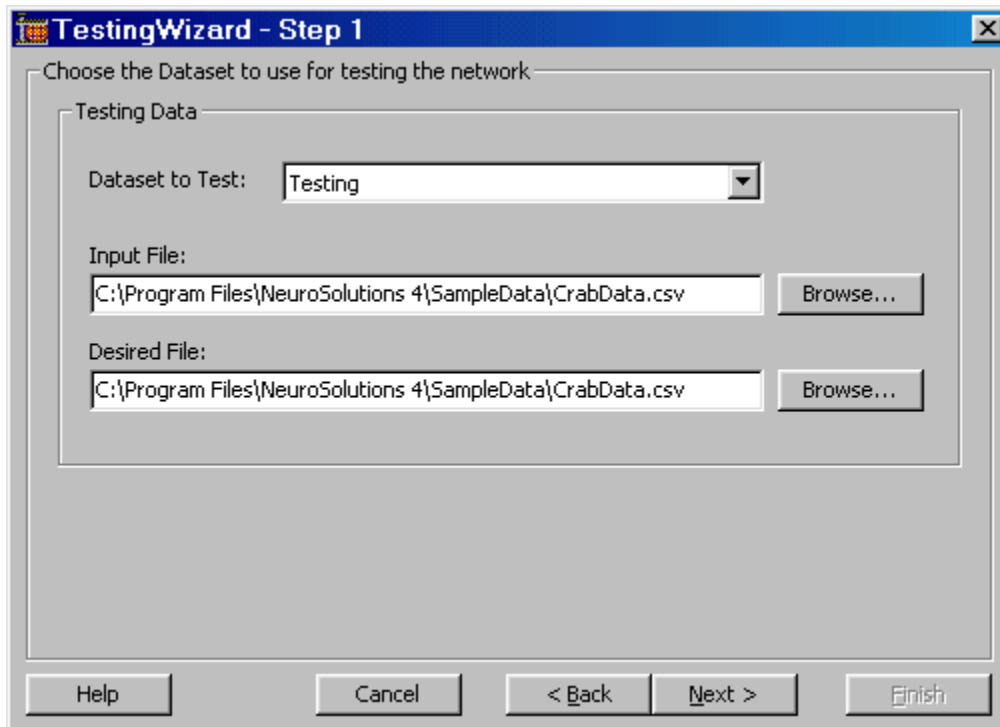 TestingWizard - Step 1
Choose the Dataset to use for testing the network
Testing Data
Dataset to Test: Testing
Input File:
C:\Program Files\NeuroSolutions 4\SampleData\CrabData.csv Browse...
Desired File:
C:\Program Files\NeuroSolutions 4\SampleData\CrabData.csv Browse...
Help Cancel < Back Next > Finish